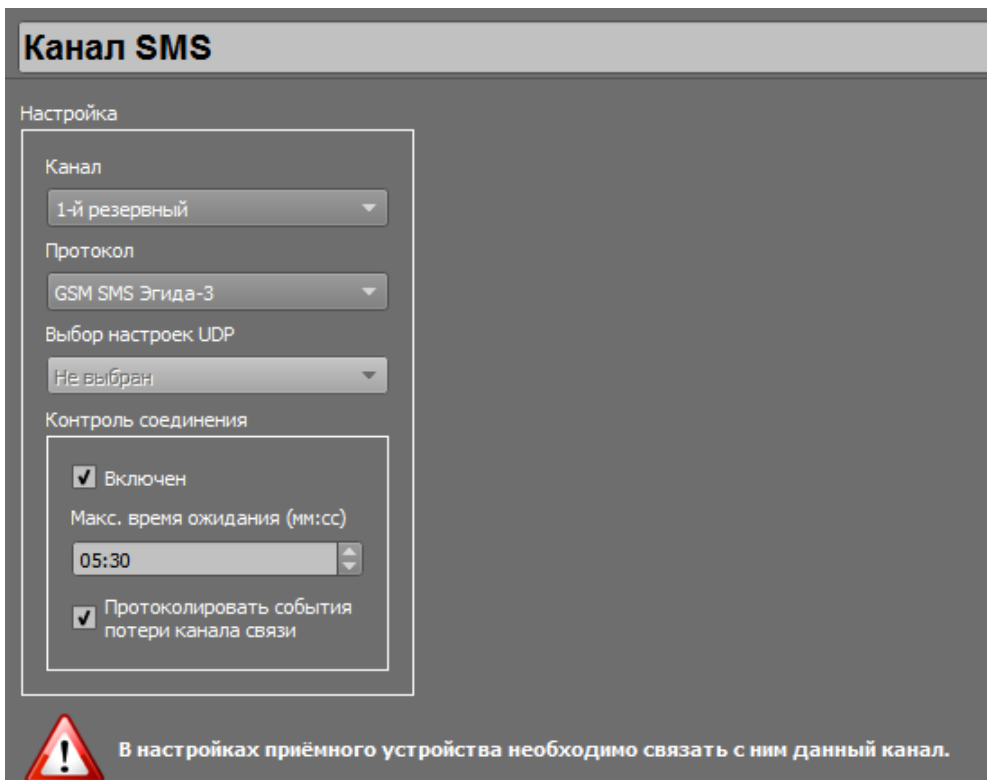 Канал SMS
Настройка
Канал
1-й резервный
Протокол
GSM SMS Эгида-3
Выбор настроек UDP
Не выбран
Контроль соединения
Включен
Макс. время ожидания (мм:сс)
05:30
Протоколировать события
потери канала связи
В настройках приёмного устройства необходимо связать с ним данный канал.